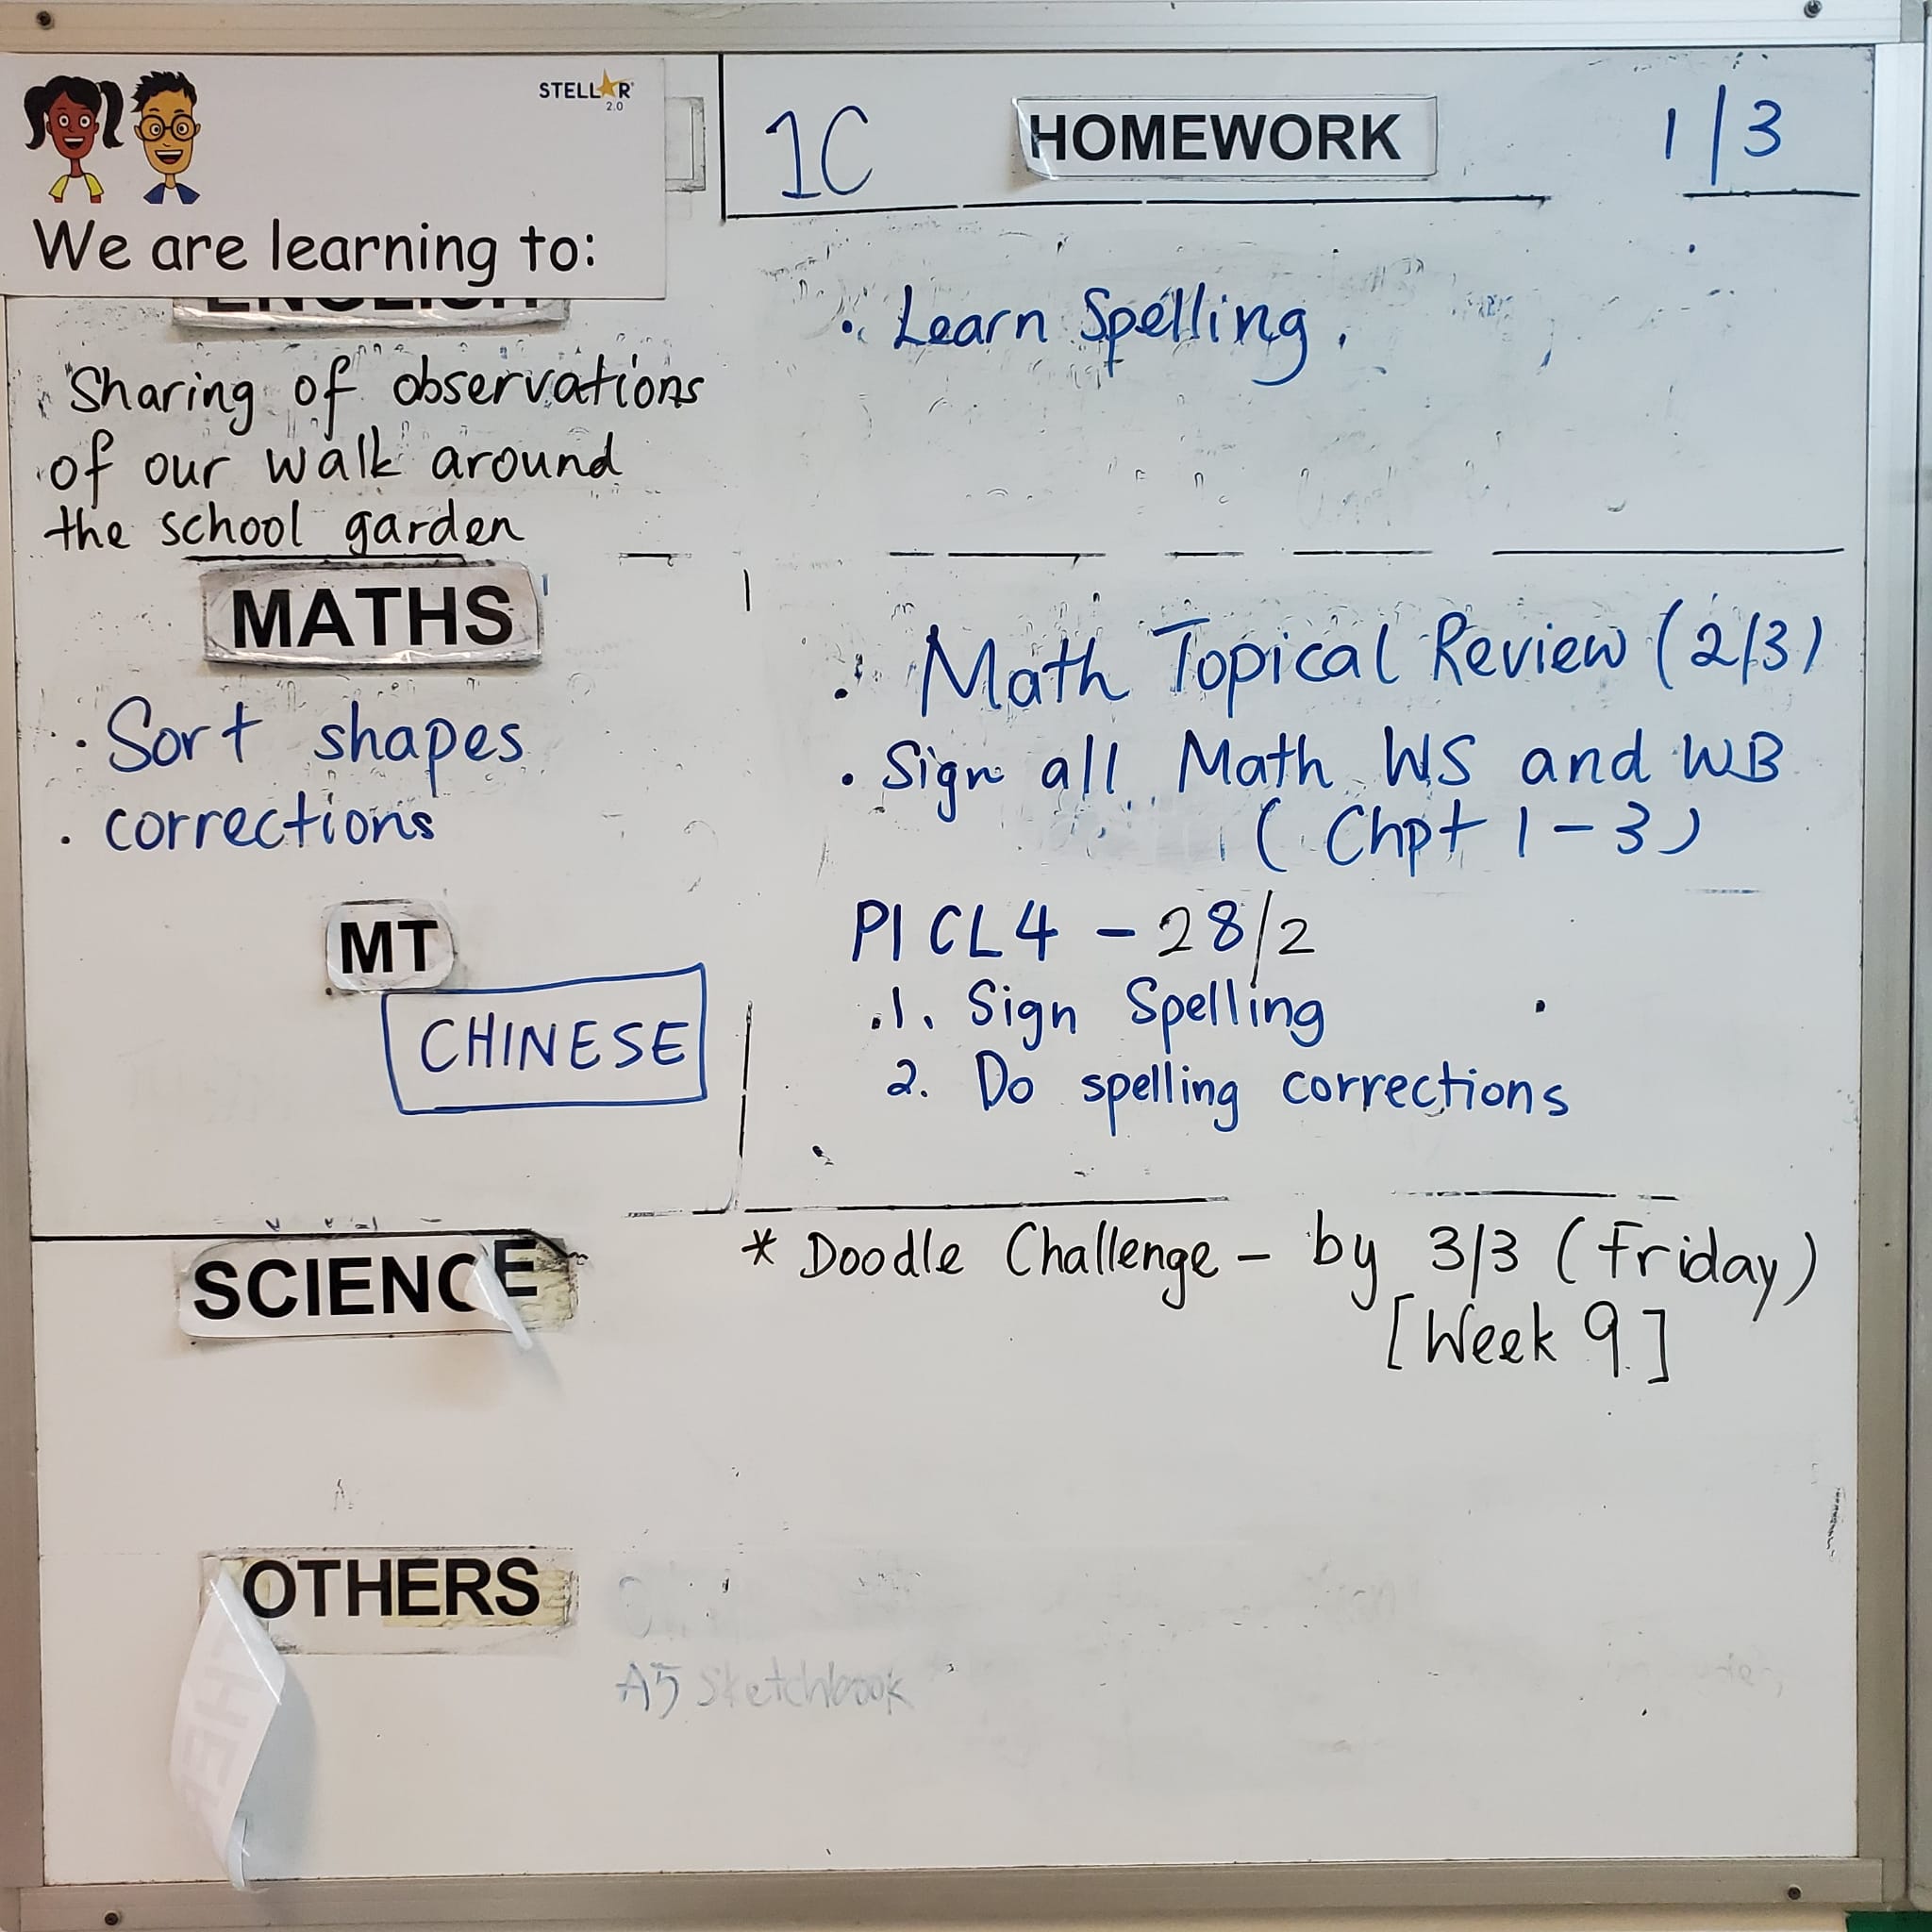 STELLAR
2.0
We are learning to:
ENGLISH
Sharing of observations
of our walk around
the school garden
MATHS
· Sort shapes
· corrections
MT
CHINESE
SCIENCE
OTHERS
1C HOMEWORK 1/3
· Learn Spelling.
· Math Topical Review (2/3)
· Sign all Math WS and WB
( Chpt 1 - 3 )
P1 CL4 - 28/2
1. Sign Spelling
2. Do spelling corrections
* Doodle Challenge - by 3/3 (Friday)
[Week 9]
A5 Sketchbook